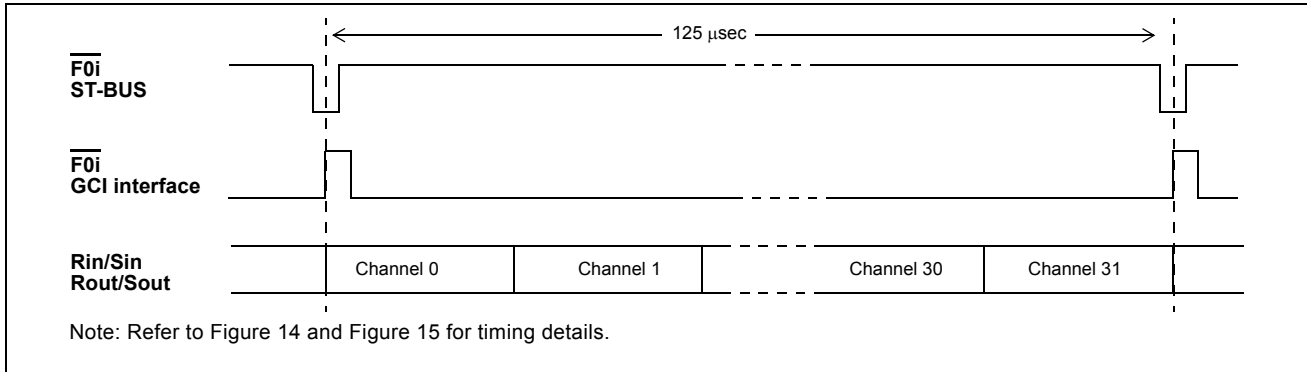 125 μsec
F0i
ST-BUS
F0i
GCI interface
Rin/Sin
Rout/Sout
Channel 0
Channel 1
Channel 30
Channel 31
Note: Refer to Figure 14 and Figure 15 for timing details.